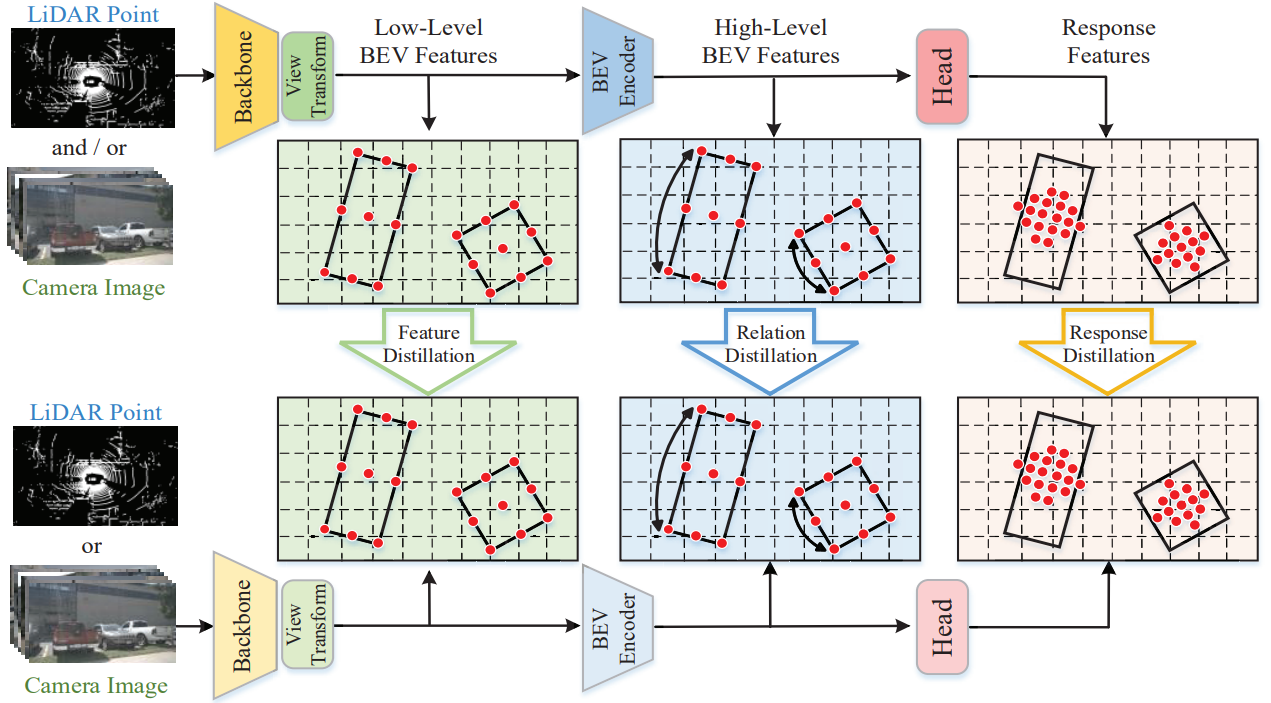 LiDAR Point
and / or
Camera Image
Backbone
View
Transform
Low-Level
BEV Features
BEV
Encoder
High-Level
BEV Features
Head
Response
Features
Feature
Distillation
Relation
Distillation
Response
Distillation
LiDAR Point
or
Camera Image
Backbone
View
Transform
BEV
Encoder
Head